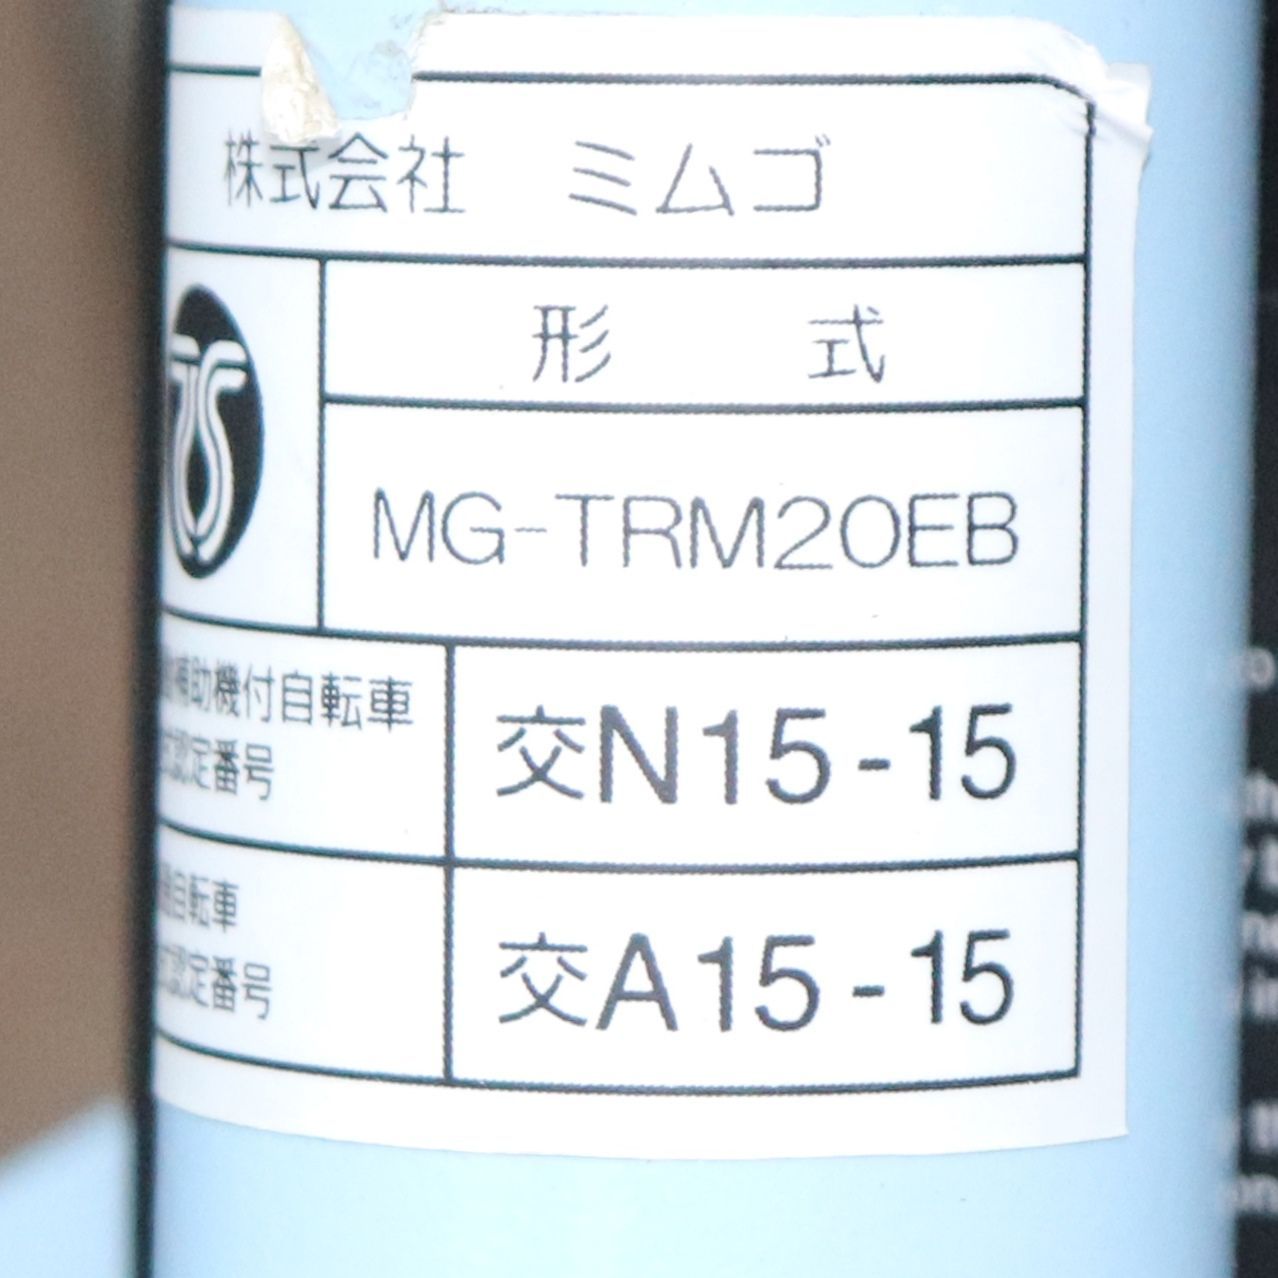 株式会社 ミムゴ
形 式
MG-TRM20EB
補助機付自転車
式認定番号
交N15-15
自転車
式認定番号
交A15-15